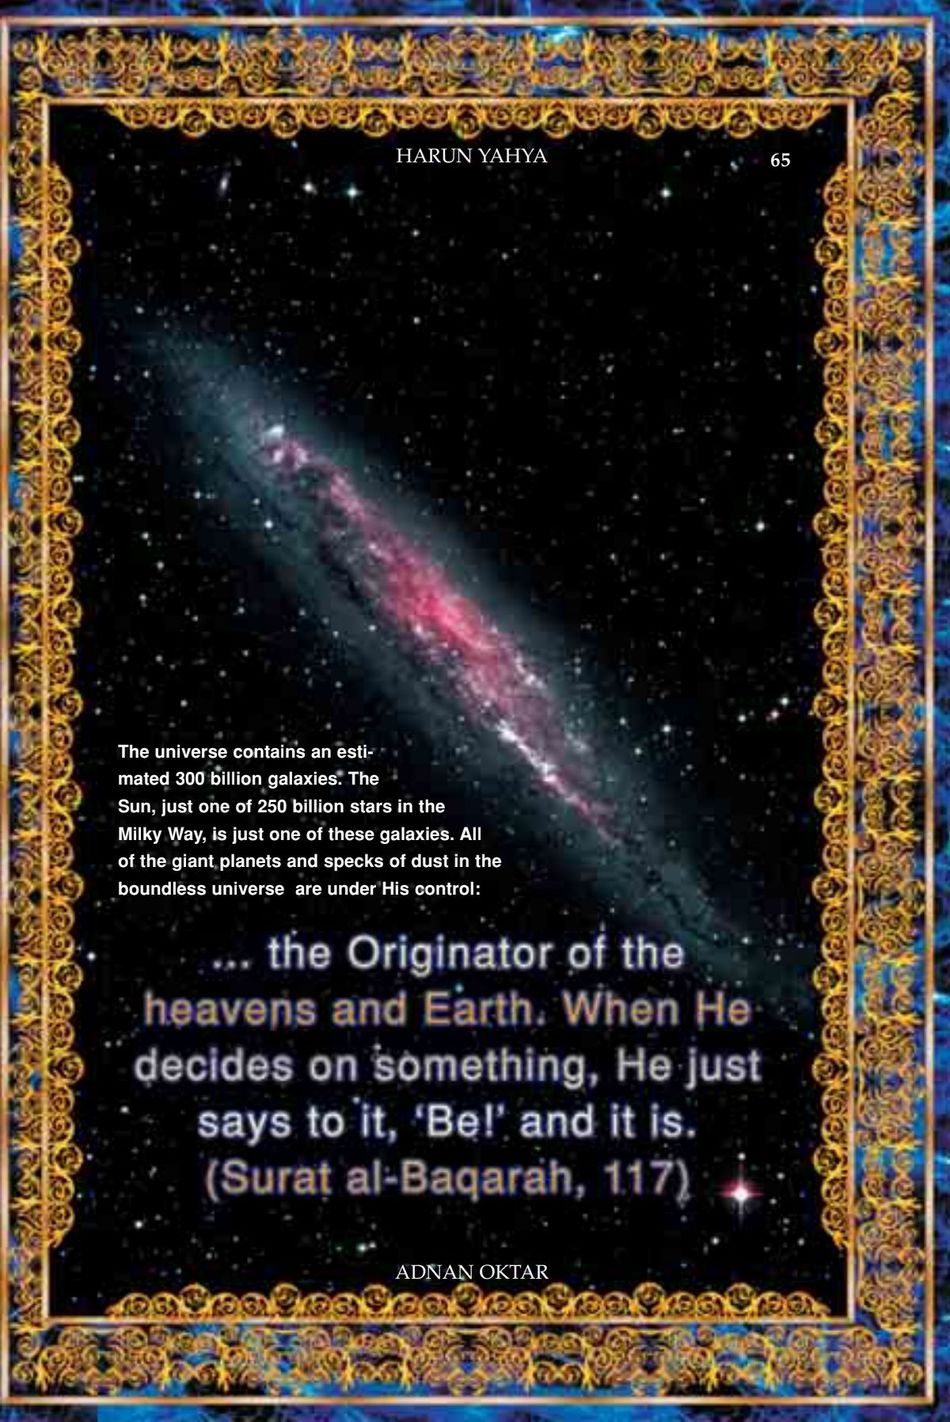 HARUN YAHYA
65
The universe contains an esti-
mated 300 billion galaxies. The
Sun, just one of 250 billion stars in the
Milky Way, is just one of these galaxies. All
of the giant planets and specks of dust in the
boundless universe are under His control:
... the Originator of the
heavens and Earth. When He
decides on something, He just
says to it, ‘Be!’ and it is.
(Surat al-Baqarah, 117)
ADNAN OKTAR